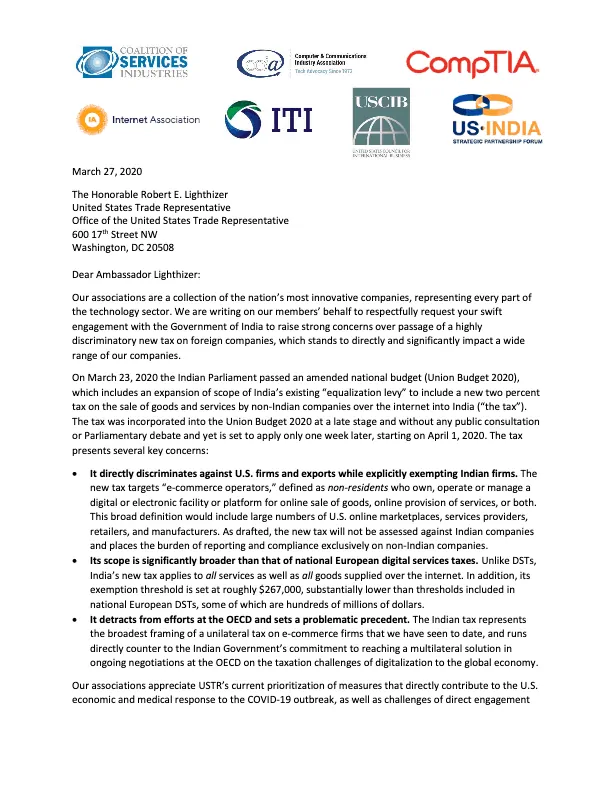 COALITION OF
SERVICES
INDUSTRIES
ccia
Computer & Communications
Industry Association
Tech Advocacy Since 1972
CompTIA.
IA
Internet Association
ITI
USCIB
UNITED STATES COUNCIL FOR
INTERNATIONAL BUSINESS
US-INDIA
STRATEGIC PARTNERSHIP FORUM
March 27, 2020
The Honorable Robert E. Lighthizer
United States Trade Representative
Office of the United States Trade Representative
600 17th Street NW
Washington, DC 20508
Dear Ambassador Lighthizer:
Our associations are a collection of the nation’s most innovative companies, representing every part of
the technology sector. We are writing on our members’ behalf to respectfully request your swift
engagement with the Government of India to raise strong concerns over passage of a highly
discriminatory new tax on foreign companies, which stands to directly and significantly impact a wide
range of our companies.
On March 23, 2020 the Indian Parliament passed an amended national budget (Union Budget 2020),
which includes an expansion of scope of India’s existing “equalization levy” to include a new two percent
tax on the sale of goods and services by non-Indian companies over the internet into India (“the tax”).
The tax was incorporated into the Union Budget 2020 at a late stage and without any public consultation
or Parliamentary debate and yet is set to apply only one week later, starting on April 1, 2020. The tax
presents several key concerns:
• It directly discriminates against U.S. firms and exports while explicitly exempting Indian firms. The
new tax targets “e-commerce operators,” defined as non-residents who own, operate or manage a
digital or electronic facility or platform for online sale of goods, online provision of services, or both.
This broad definition would include large numbers of U.S. online marketplaces, services providers,
retailers, and manufacturers. As drafted, the new tax will not be assessed against Indian companies
and places the burden of reporting and compliance exclusively on non-Indian companies.
• Its scope is significantly broader than that of national European digital services taxes. Unlike DSTs,
India’s new tax applies to all services as well as all goods supplied over the internet. In addition, its
exemption threshold is set at roughly $267,000, substantially lower than thresholds included in
national European DSTs, some of which are hundreds of millions of dollars.
• It detracts from efforts at the OECD and sets a problematic precedent. The Indian tax represents
the broadest framing of a unilateral tax on e-commerce firms that we have seen to date, and runs
directly counter to the Indian Government’s commitment to reaching a multilateral solution in
ongoing negotiations at the OECD on the taxation challenges of digitalization to the global economy.
Our associations appreciate USTR’s current prioritization of measures that directly contribute to the U.S.
economic and medical response to the COVID-19 outbreak, as well as challenges of direct engagement